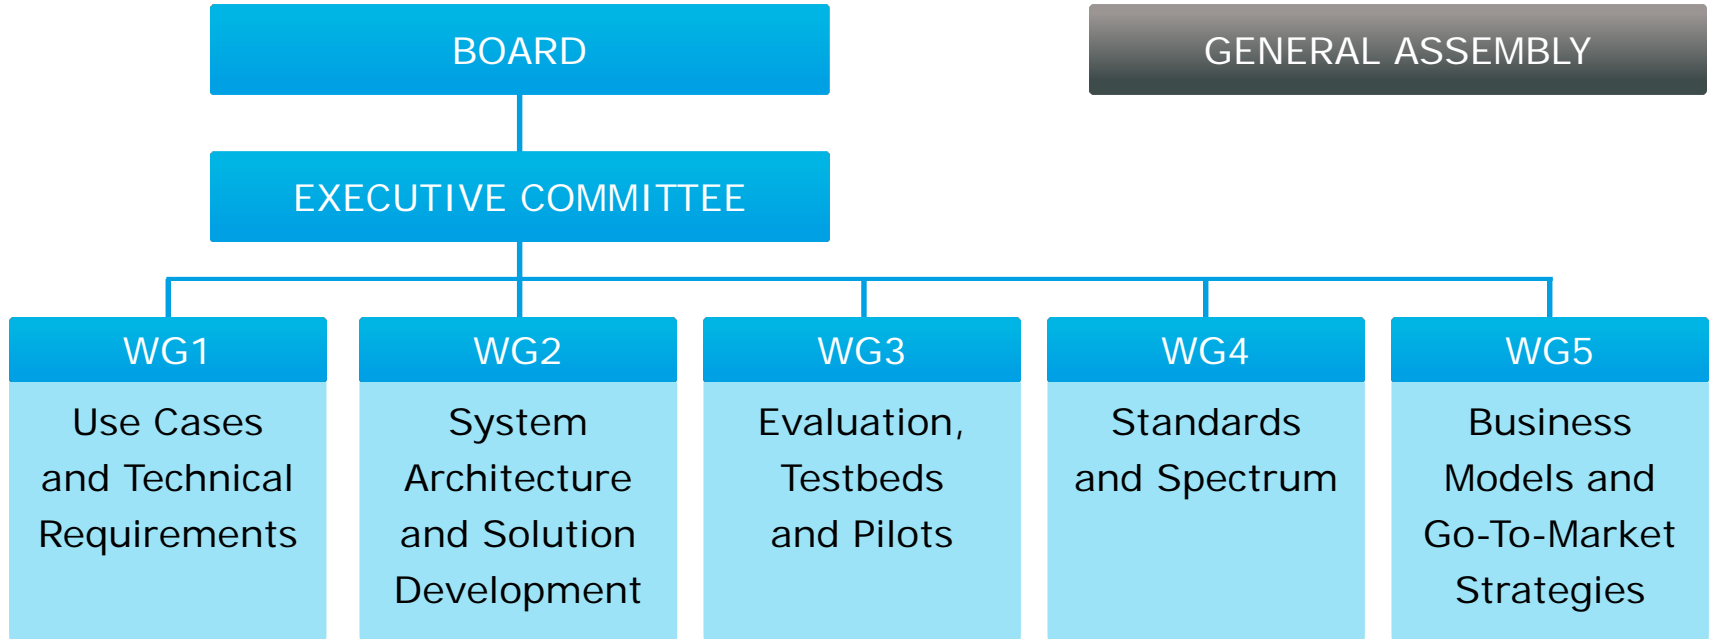 BOARD
GENERAL ASSEMBLY
EXECUTIVE COMMITTEE
WG1
Use Cases
and Technical
Requirements
WG2
System
Architecture
and Solution
Development
WG3
Evaluation,
Testbeds
and Pilots
WG4
Standards
and Spectrum
WG5
Business
Models and
Go-To-Market
Strategies